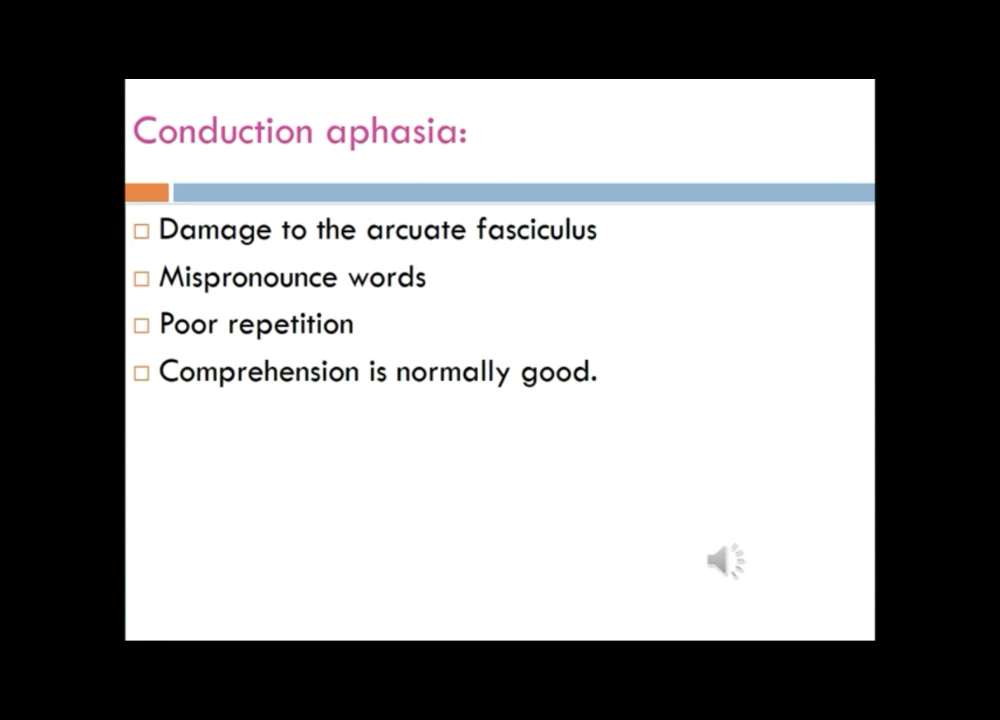 Conduction aphasia:
Damage to the arcuate fasciculus
Mispronounce words
Poor repetition
Comprehension is normally good.